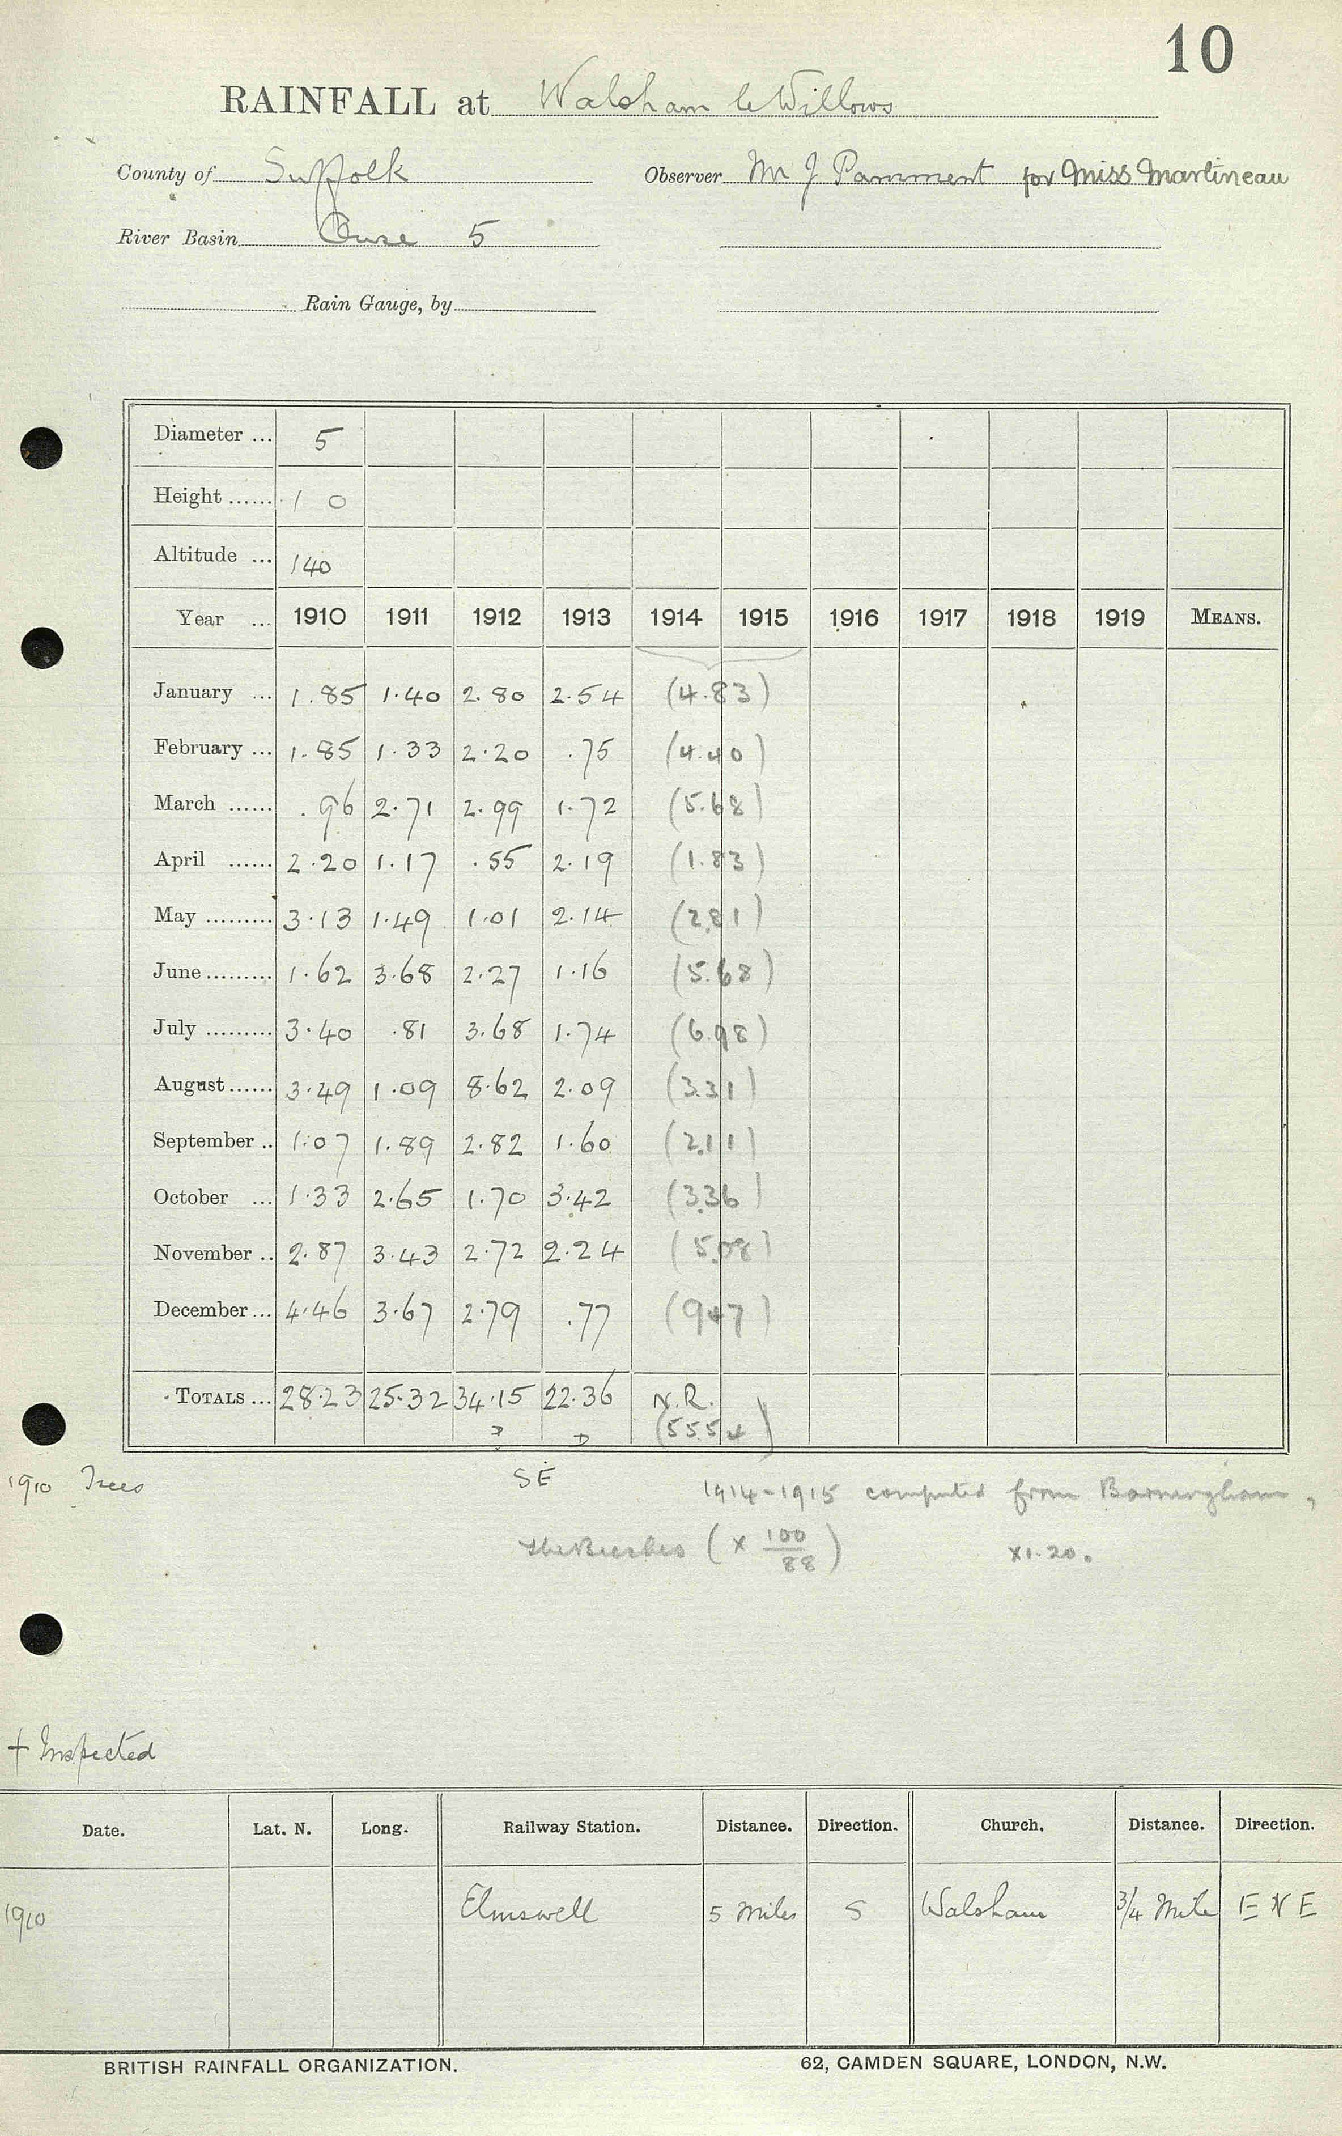 10
RAINFALL at Walsham le Willows
County of Suffolk Observer Mr J Pamment for Miss Martineau
River Basin Ouse 5
Rain Gauge, by
Diameter ... 5
Height ...... 1 0
Altitude ... 140
Year ... 1910 1911 1912 1913 1914 1915 1916 1917 1918 1919 MEANS.
January ... 1.85 1.40 2.80 2.54 (4.83)
February ... 1.85 1.33 2.20 .75 (4.40)
March ...... .96 2.71 2.99 1.72 (5.68)
April ...... 2.20 1.17 .55 2.19 (1.83)
May ......... 3.13 1.49 1.01 2.14 (2.81)
June ......... 1.62 3.68 2.27 1.16 (5.68)
July ......... 3.40 .81 3.68 1.74 (6.98)
August ...... 3.49 1.09 8.62 2.09 (3.31)
September .. 1.07 1.89 2.82 1.60 (2.11)
October ... 1.33 2.65 1.70 3.42 (3.36)
November .. 2.87 3.43 2.72 2.24 (5.08)
December ... 4.46 3.67 2.79 .77 (9.47)
TOTALS ... 28.23 25.32 34.15 22.36 N.R.
(55.54)
1910 Trees SE 1914-1915 computed from Barningham,
The Beeches (x 100/88) x1.20.
+ Inspected
Date. Lat. N. Long. Railway Station. Distance. Direction. Church. Distance. Direction.
1910 Elmswell 5 miles S Walsham 3/4 Mile E N E
BRITISH RAINFALL ORGANIZATION. 62, CAMDEN SQUARE, LONDON, N.W.